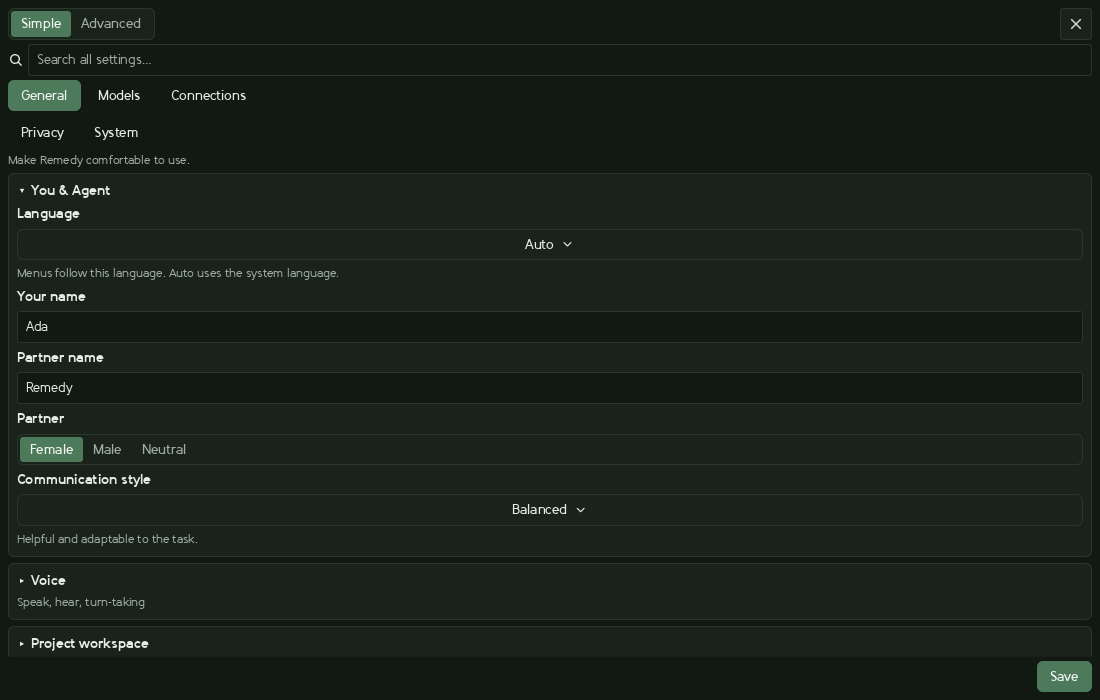 Simple Advanced
Search all settings...
General Models Connections
Privacy System
Make Remedy comfortable to use.
You & Agent
Language
Auto
Menus follow this language. Auto uses the system language.
Your name
Ada
Partner name
Remedy
Partner
Female Male Neutral
Communication style
Balanced
Helpful and adaptable to the task.
Voice
Speak, hear, turn-taking
Project workspace
Save